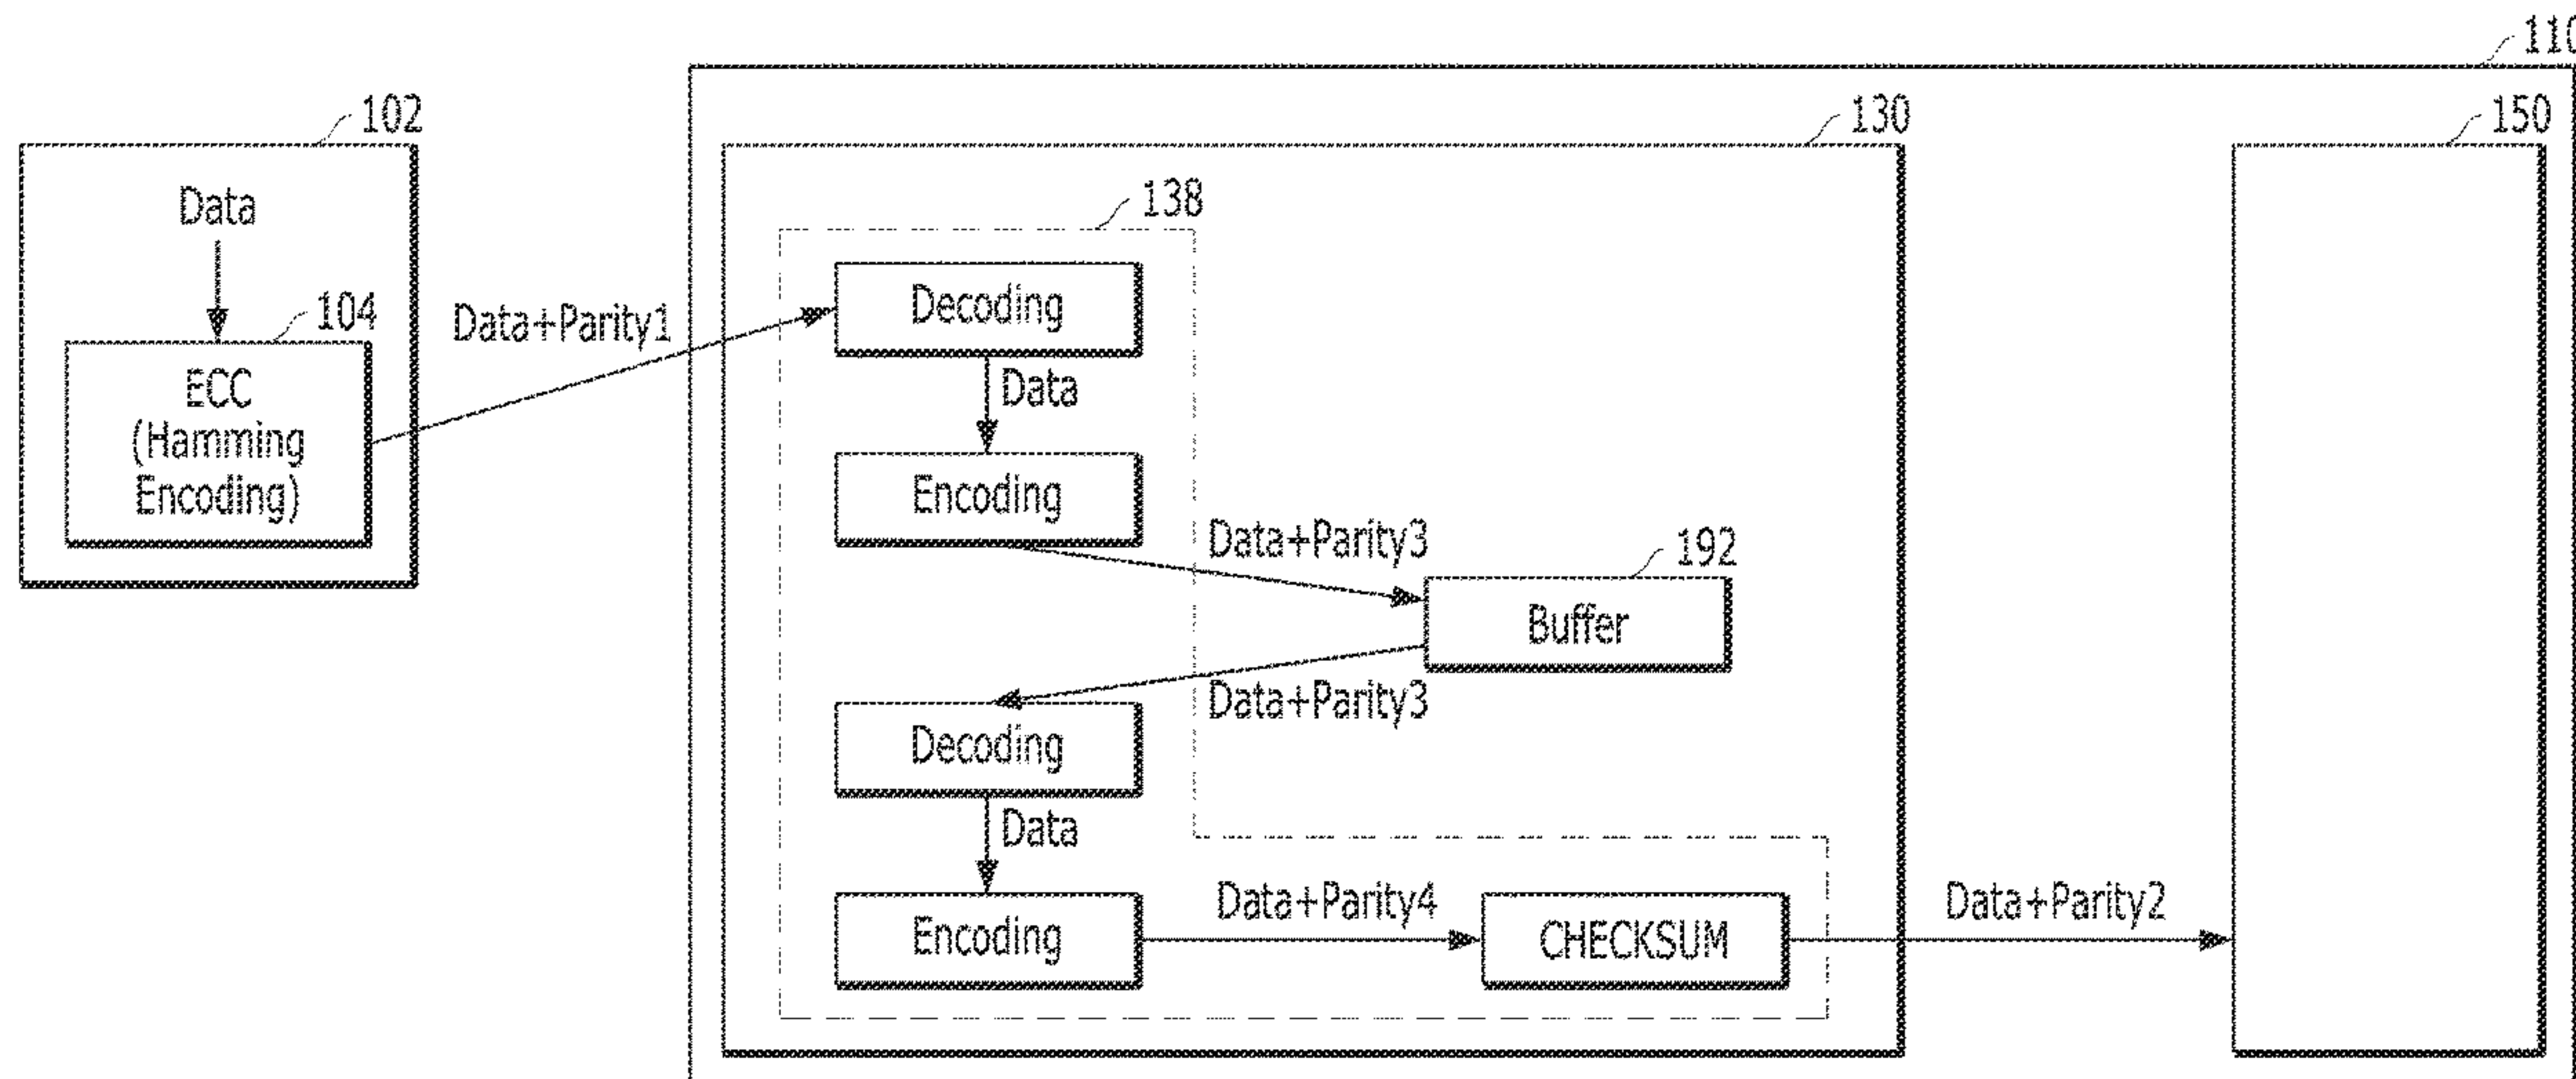 110
102
130
150
138
Data
104
ECC
(Hamming
Encoding)
Data+Parity1
Decoding
Data
Encoding
Data+Parity3
192
Buffer
Data+Parity3
Decoding
Data
Encoding
Data+Parity4
CHECKSUM
Data+Parity2